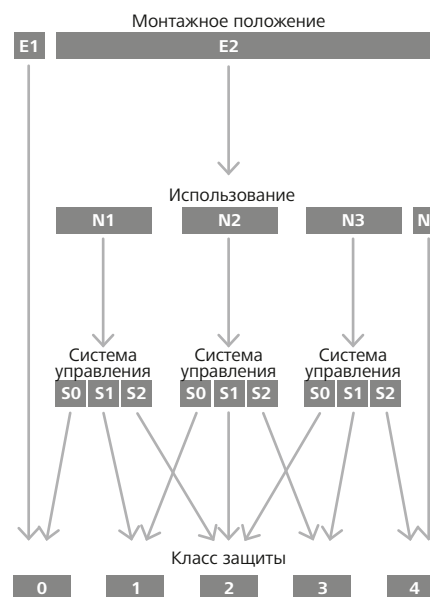 Монтажное положение
E1 E2
Использование
N1 N2 N3 N
Система управления Система управления Система управления
S0 S1 S2 S0 S1 S2 S0 S1 S2
Класс защиты
0 1 2 3 4